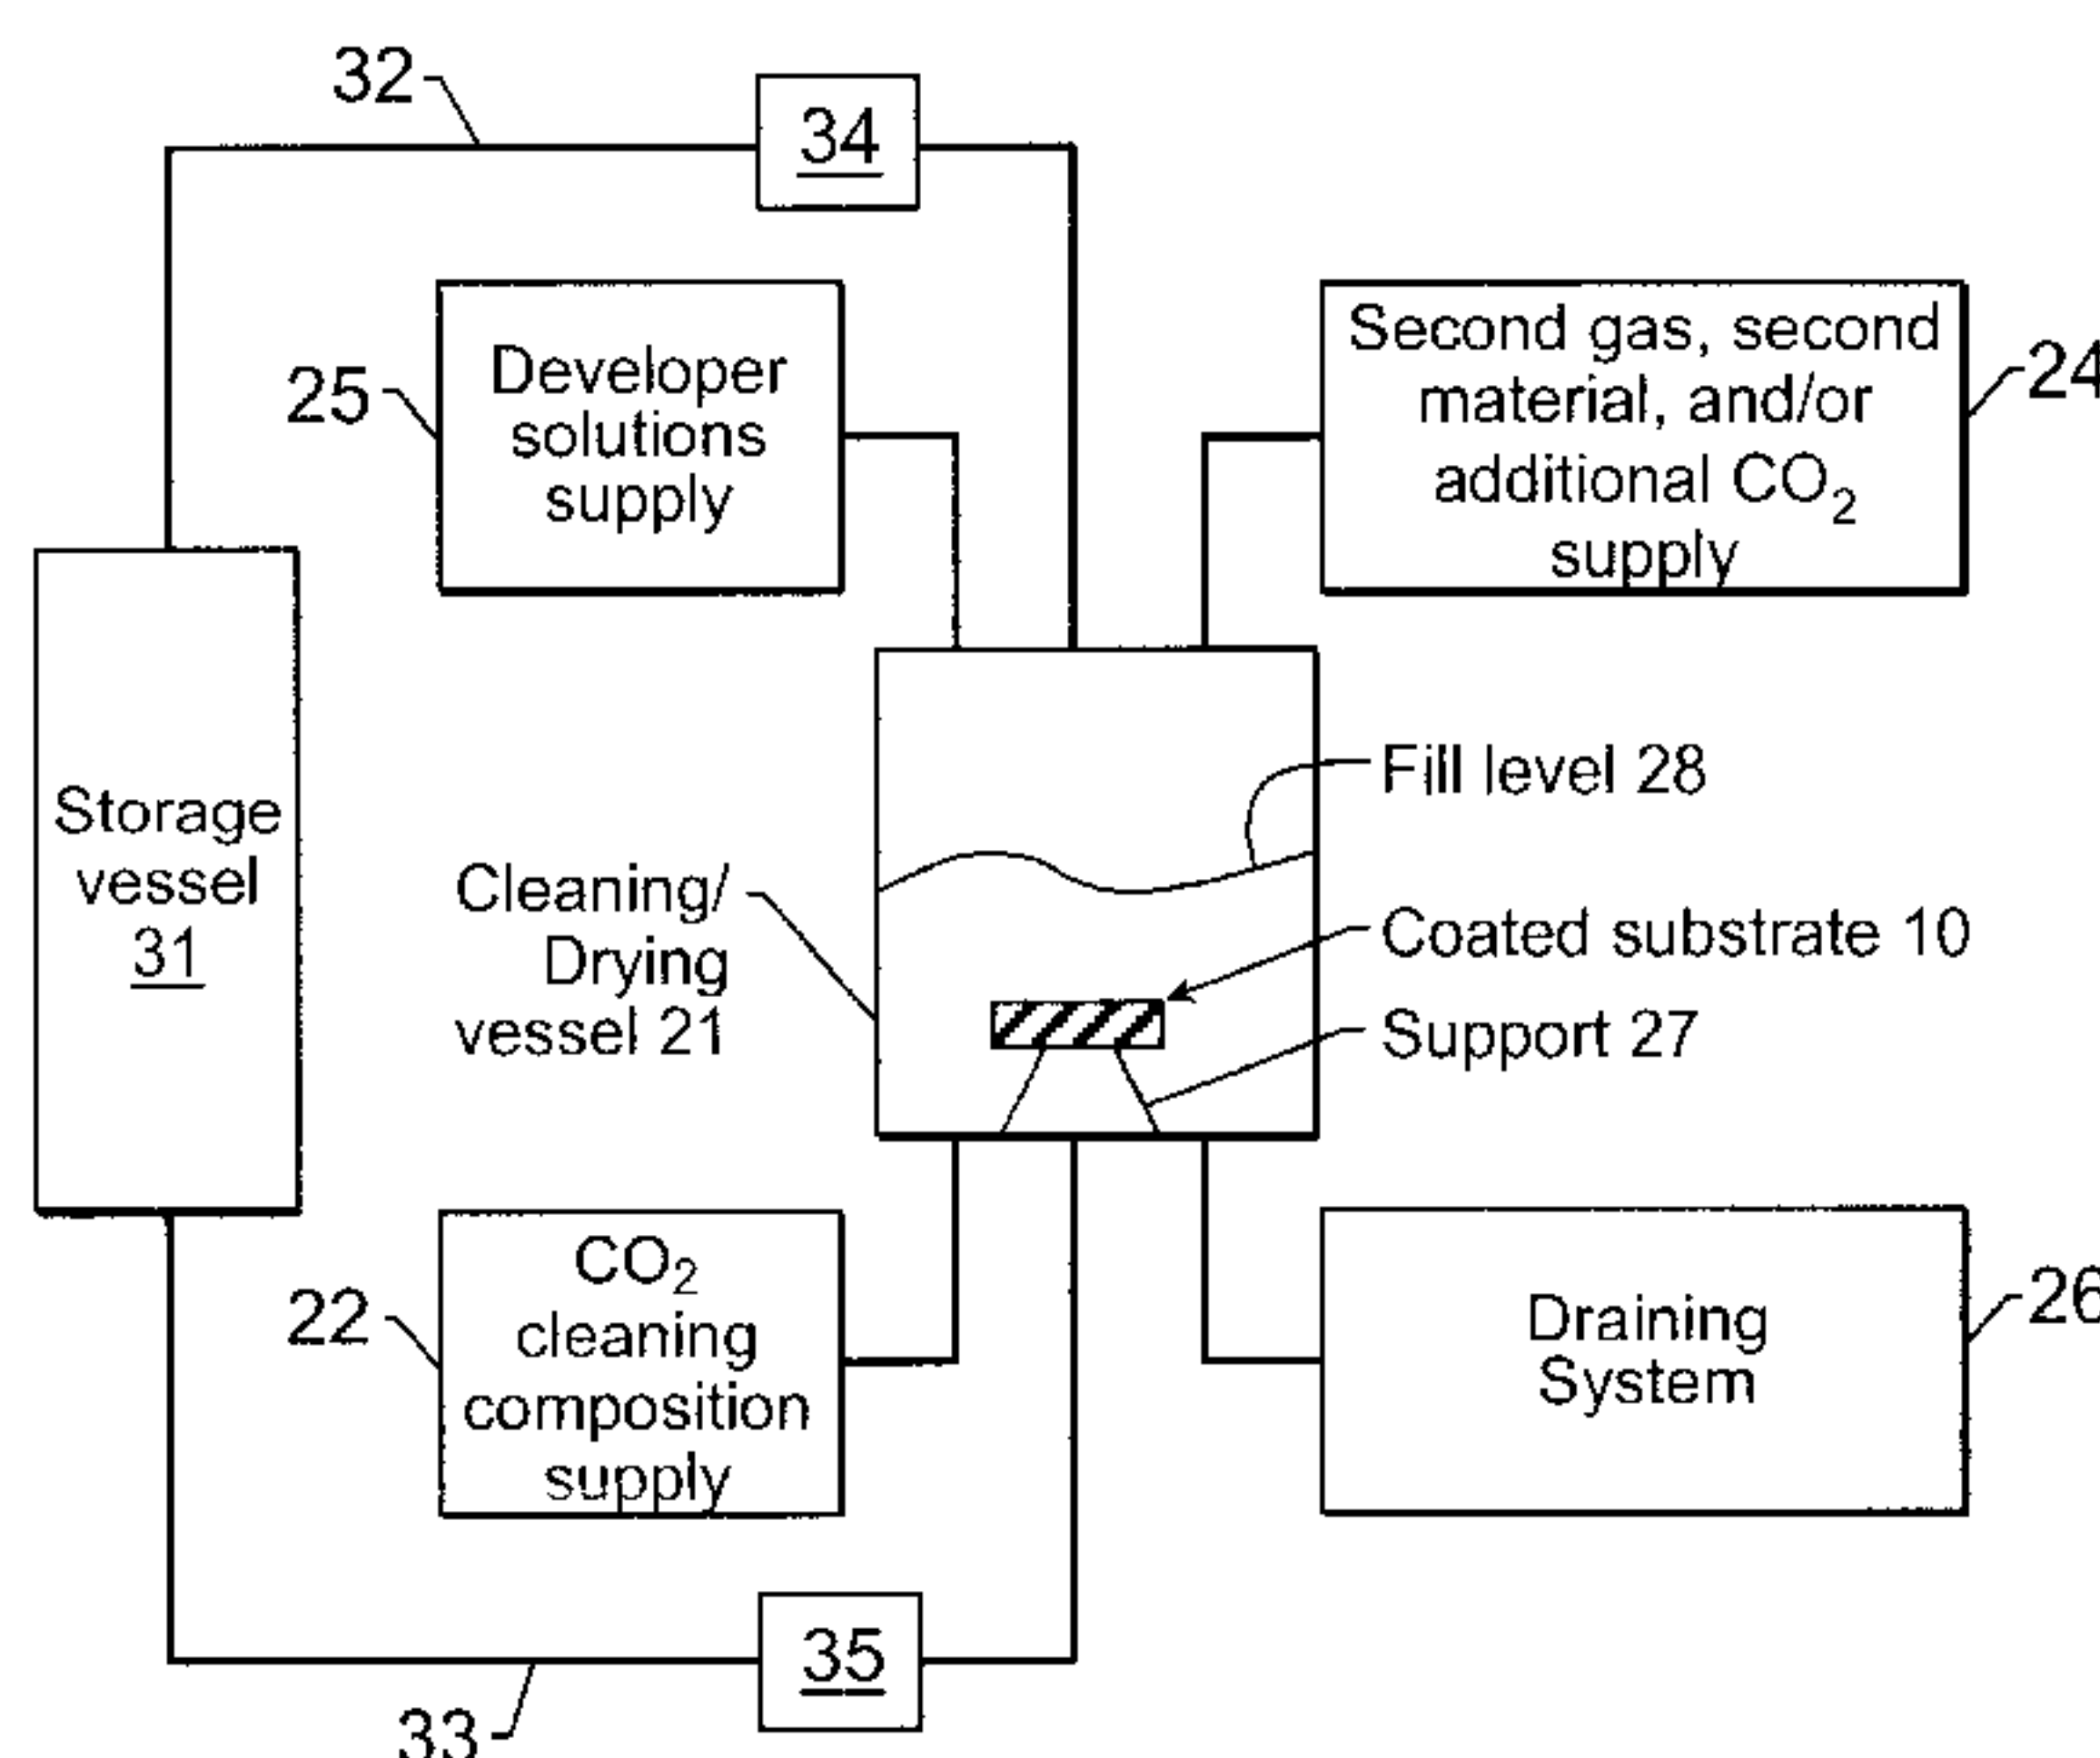 32
34
25
Developer
solutions
supply
Second gas, second
material, and/or
additional CO₂
supply
24
Storage
vessel
31
Fill level 28
Cleaning/
Drying
vessel 21
Coated substrate 10
Support 27
22
CO₂
cleaning
composition
supply
Draining
System
26
35
33